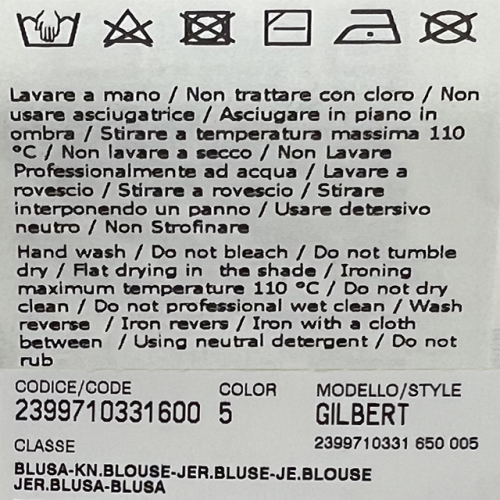 Lavare a mano / Non trattare con cloro / Non
usare asciugatrice / Asciugare in piano in
ombra / Stirare a temperatura massima 110
°C / Non lavare a secco / Non Lavare
Professionalmente ad acqua / Lavare a
rovescio / Stirare a rovescio / Stirare
interponendo un panno / Usare detersivo
neutro / Non Strofinare
Hand wash / Do not bleach / Do not tumble
dry / Flat drying in the shade / Ironing
maximum temperature 110 °C / Do not dry
clean / Do not professional wet clean / Wash
reverse / Iron revers / Iron with a cloth
between / Using neutral detergent / Do not
rub
CODICE/CODE COLOR MODELLO/STYLE
2399710331600 5 GILBERT
CLASSE 2399710331 650 005
BLUSA-KN.BLOUSE-JER.BLUSE-JE.BLOUSE
JER.BLUSA-BLUSA